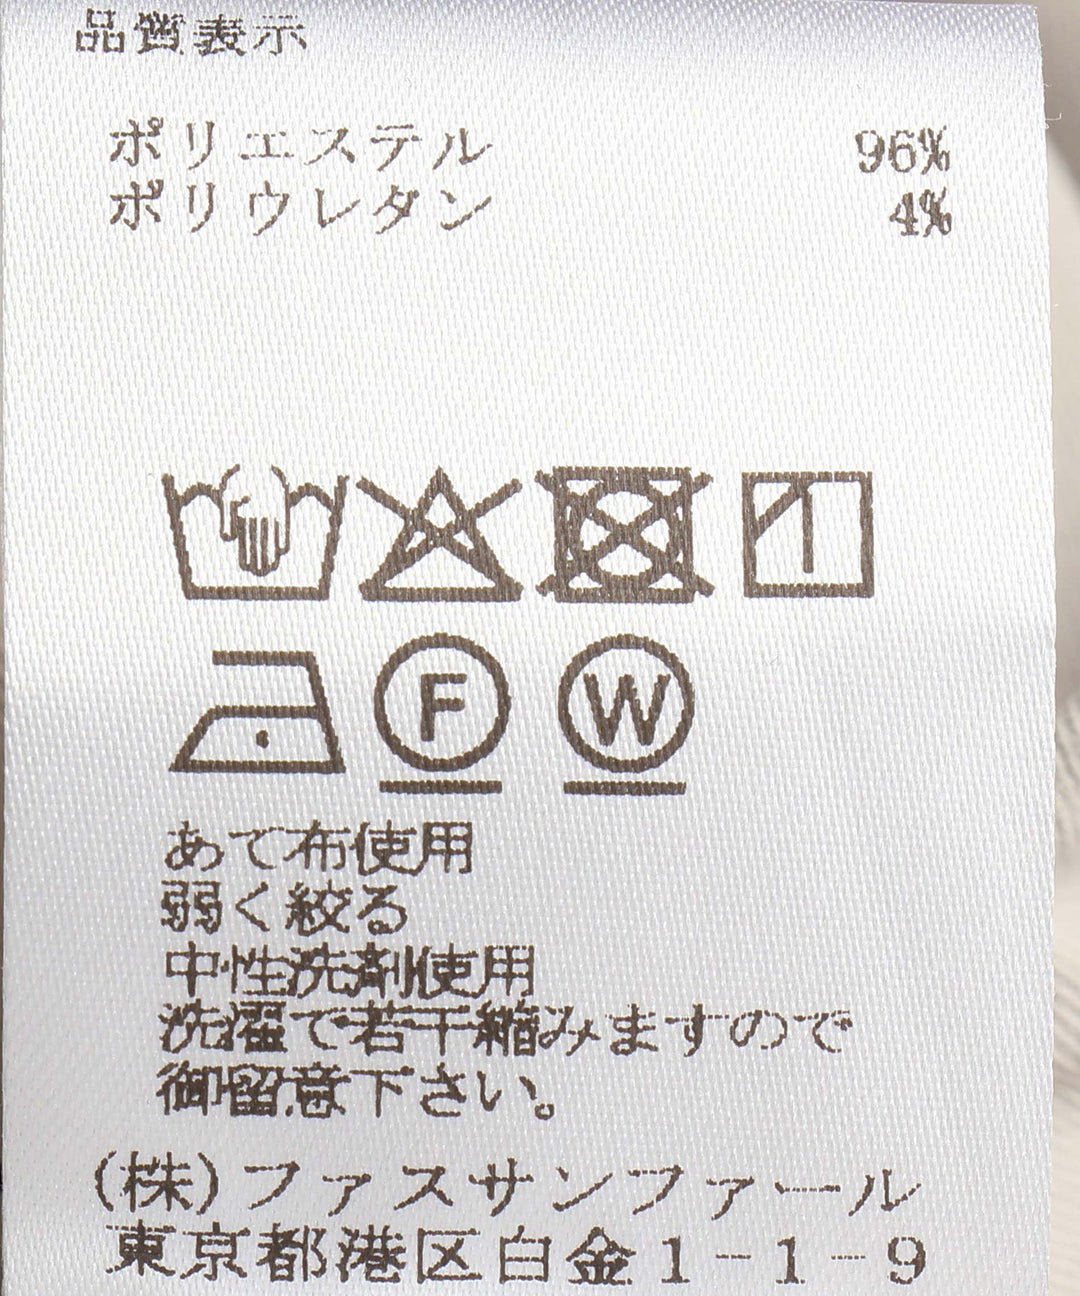 品質表示
ポリエステル 96%
ポリウレタン 4%
F W
あて布使用
弱く絞る
中性洗剤使用
洗濯で若干縮みますので
御留意下さい。
(株)ファスサンファール
東京都港区白金1-1-9